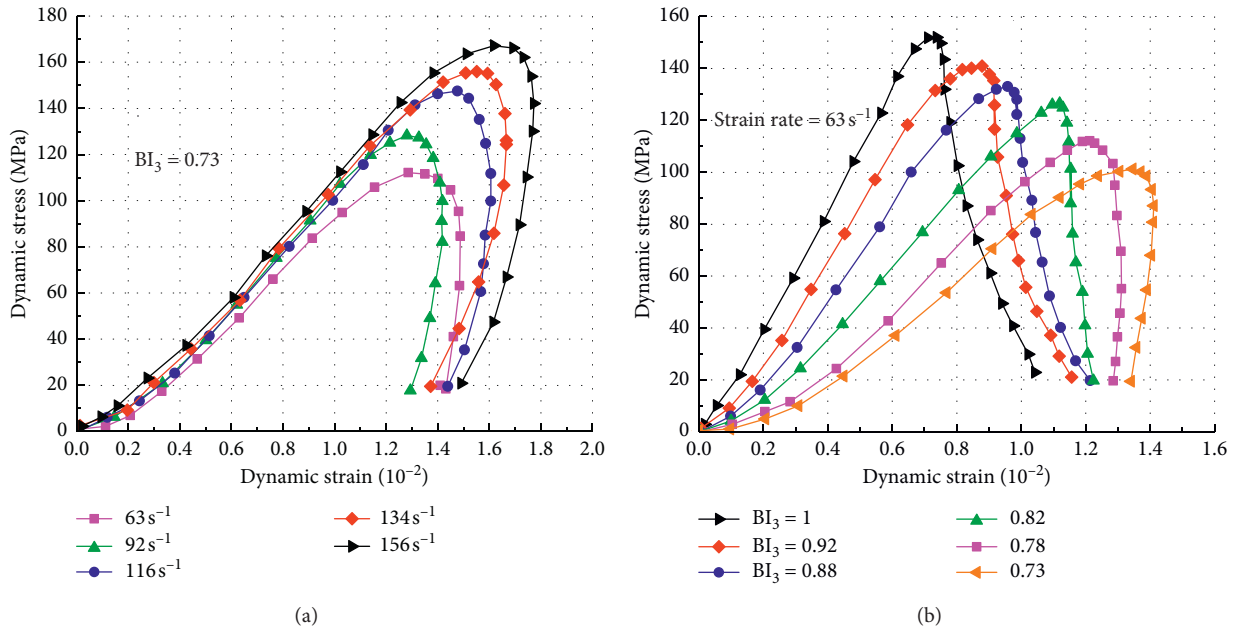 180
160
140
120
100
80
60
40
20
0
Dynamic stress (MPa)
BI₃ = 0.73
0.0 0.2 0.4 0.6 0.8 1.0 1.2 1.4 1.6 1.8 2.0
Dynamic strain (10⁻²)
63 s⁻¹
92 s⁻¹
116 s⁻¹
134 s⁻¹
156 s⁻¹
(a)
160
140
120
100
80
60
40
20
0
Dynamic stress (MPa)
Strain rate = 63 s⁻¹
0.0 0.2 0.4 0.6 0.8 1.0 1.2 1.4 1.6
Dynamic strain (10⁻²)
BI₃ = 1
BI₃ = 0.92
BI₃ = 0.88
0.82
0.78
0.73
(b)